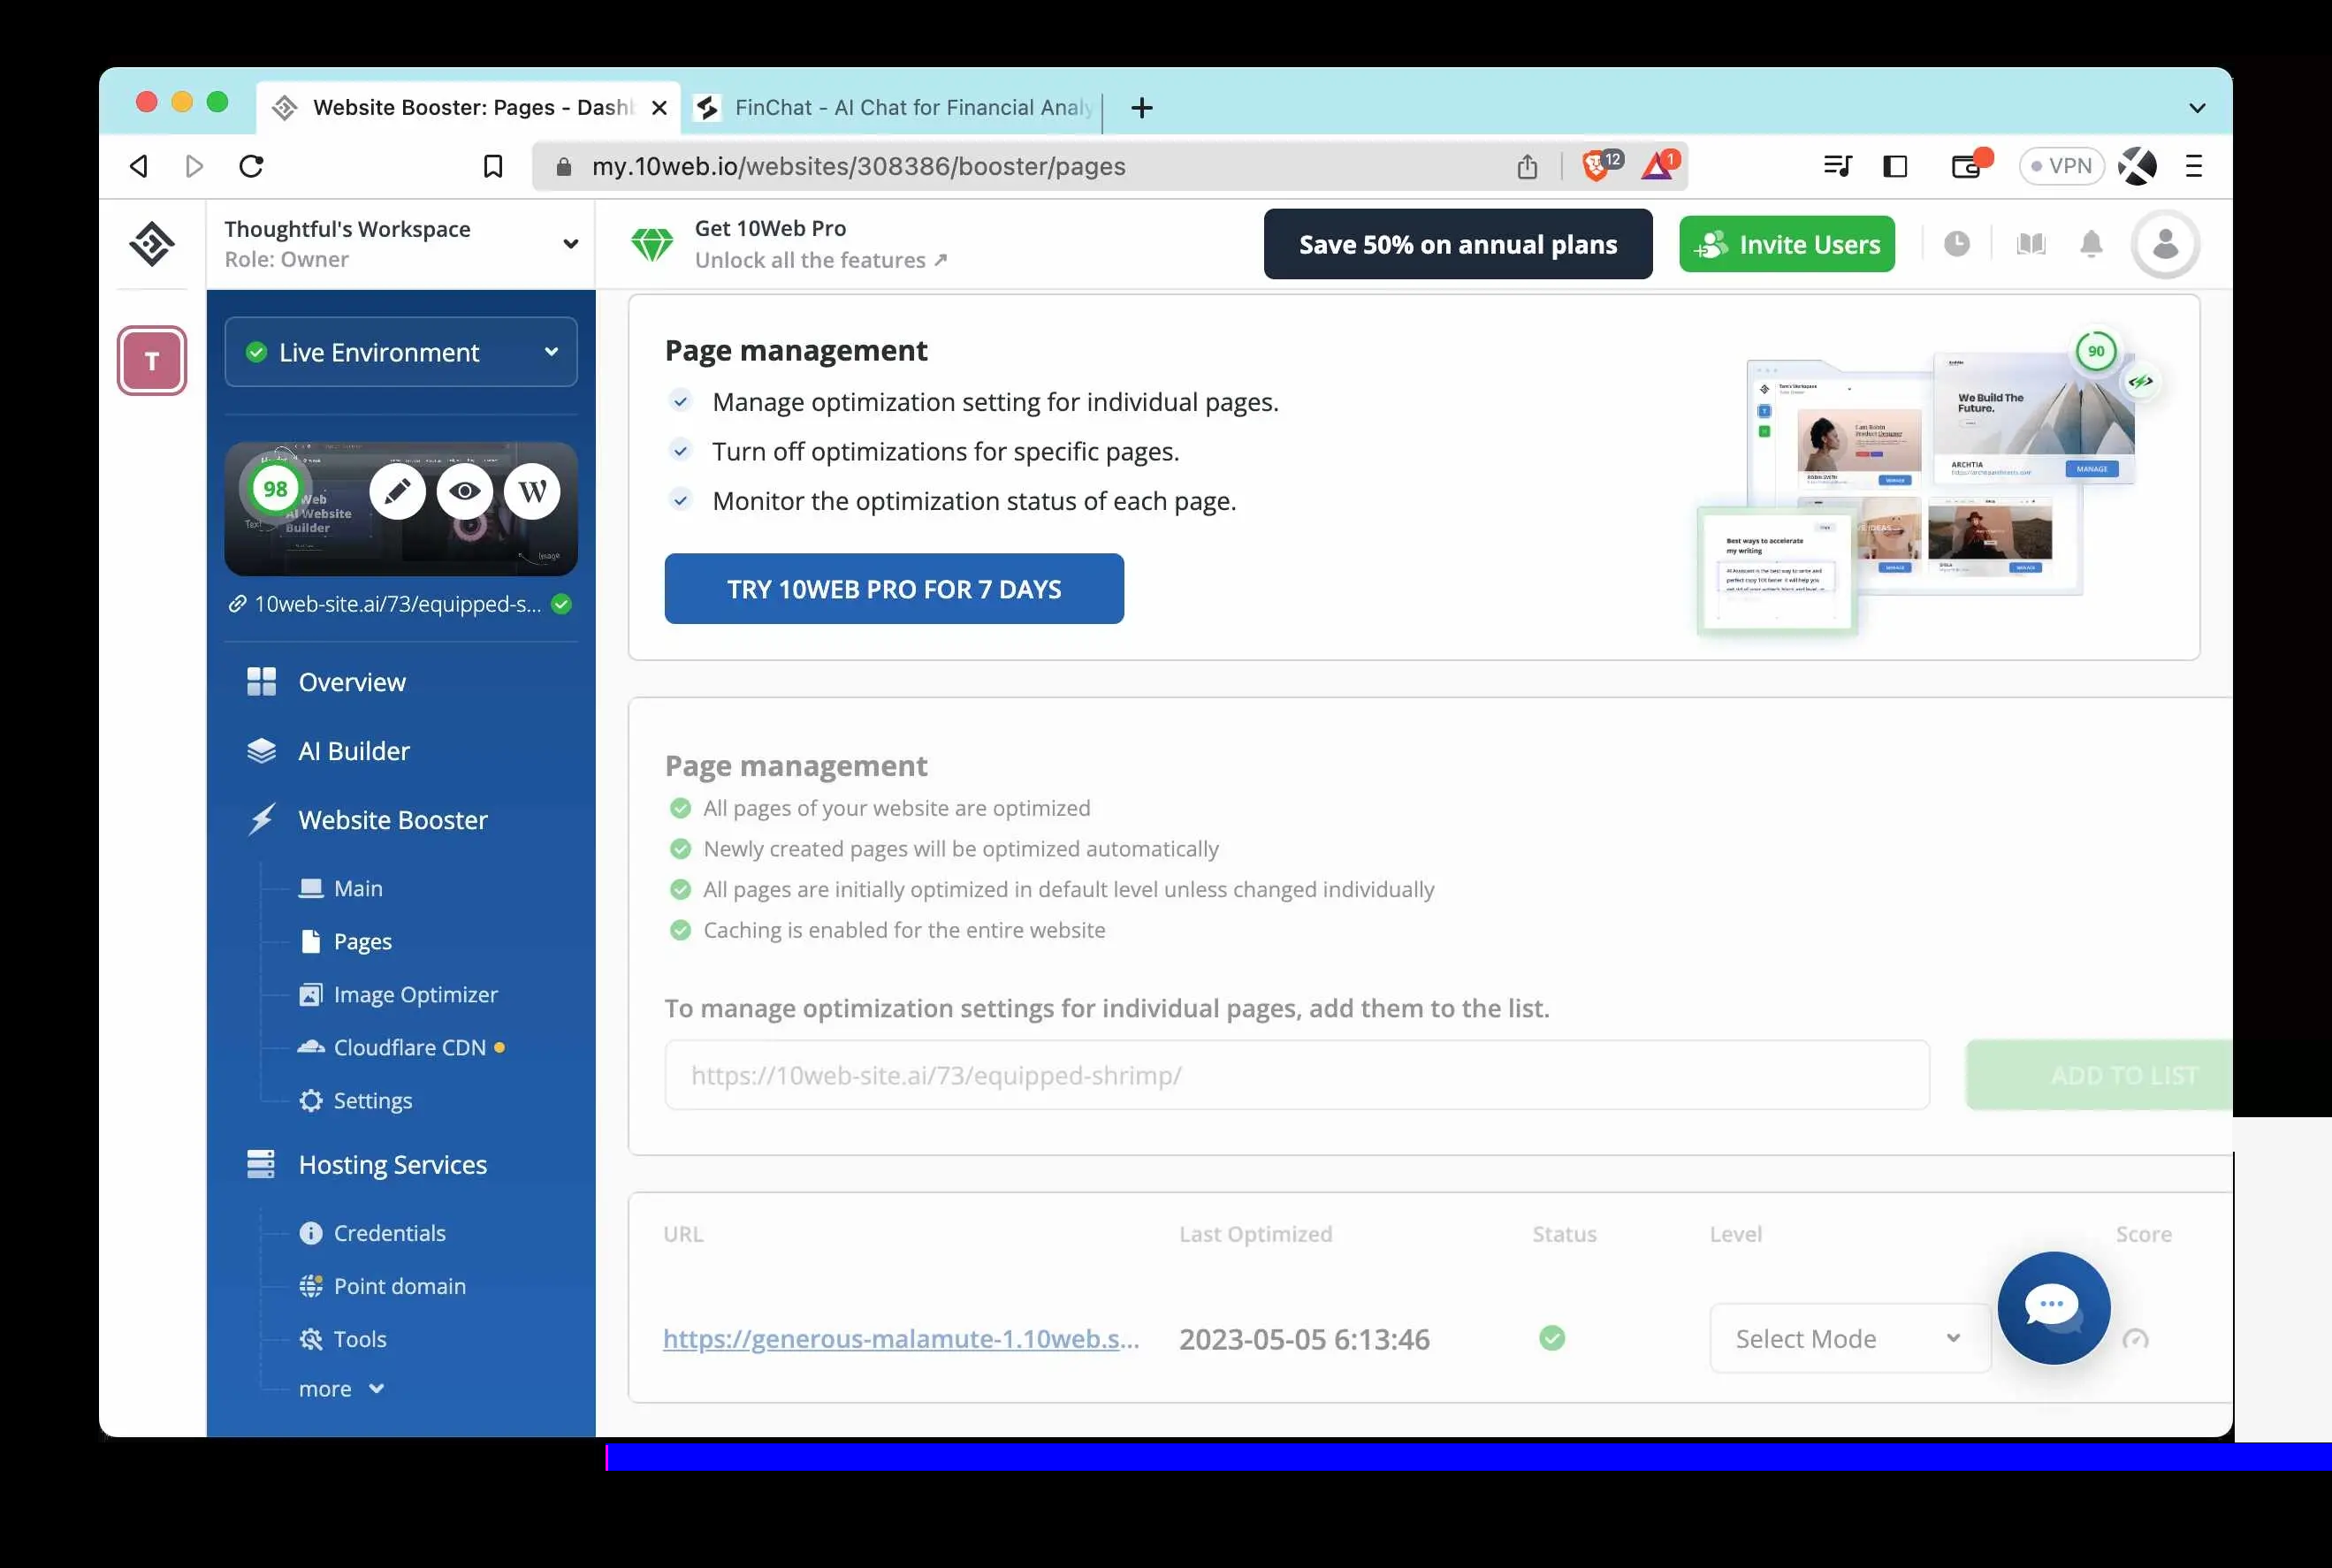 Website Booster: Pages - Dash
FinChat - AI Chat for Financial Analy
my.10web.io/websites/308386/booster/pages
12
1
VPN
Thoughtful's Workspace
Role: Owner
Get 10Web Pro
Unlock all the features ↗
Save 50% on annual plans
Invite Users
T
Live Environment
98
Web
AI Website
Builder
Text
Image
W
10web-site.ai/73/equipped-s...
Overview
AI Builder
Website Booster
Main
Pages
Image Optimizer
Cloudflare CDN
Settings
Hosting Services
Credentials
Point domain
Tools
more
Page management
Manage optimization setting for individual pages.
Turn off optimizations for specific pages.
Monitor the optimization status of each page.
TRY 10WEB PRO FOR 7 DAYS
90
We Build The
Future.
ARCHTIA
MANAGE
Best ways to accelerate
my writing
Page management
All pages of your website are optimized
Newly created pages will be optimized automatically
All pages are initially optimized in default level unless changed individually
Caching is enabled for the entire website
To manage optimization settings for individual pages, add them to the list.
https://10web-site.ai/73/equipped-shrimp/
ADD TO LIST
URL Last Optimized Status Level Score
https://generous-malamute-1.10web.s... 2023-05-05 6:13:46 Select Mode